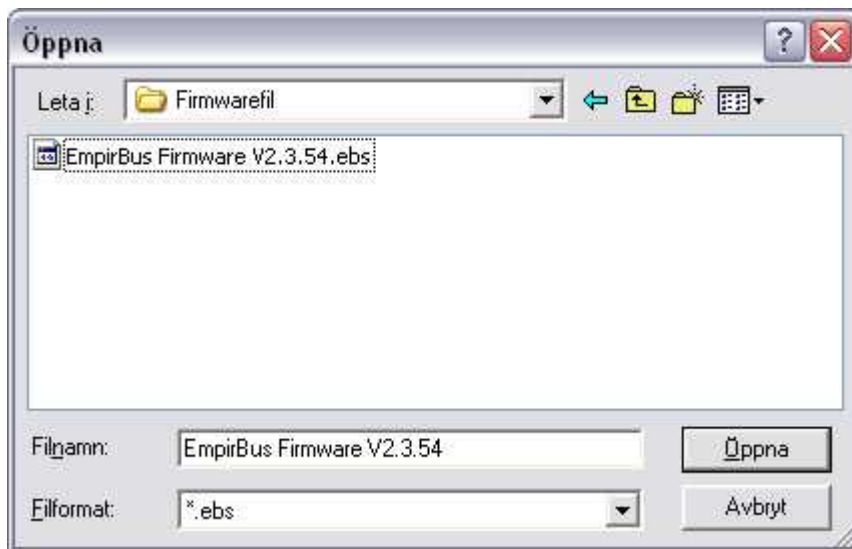 Öppna
Leta i: Firmwarefil
EmpirBus Firmware V2.3.54.ebs
Filnamn: EmpirBus Firmware V2.3.54 Öppna
Filformat: *.ebs Avbryt